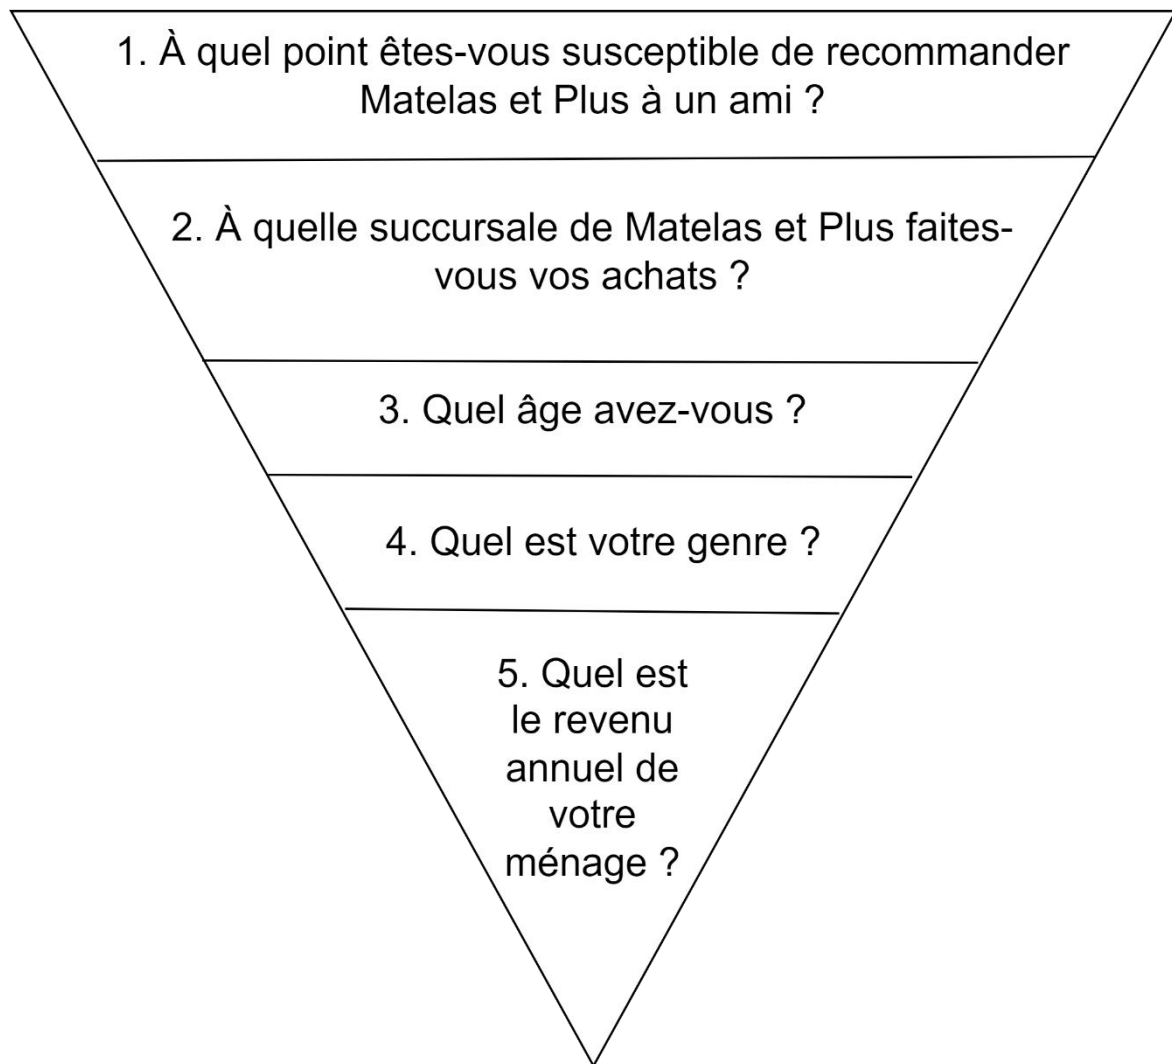 1. À quel point êtes-vous susceptible de recommander
Matelas et Plus à un ami ?
2. À quelle succursale de Matelas et Plus faites-
vous vos achats ?
3. Quel âge avez-vous ?
4. Quel est votre genre ?
5. Quel est
le revenu
annuel de
votre
ménage ?